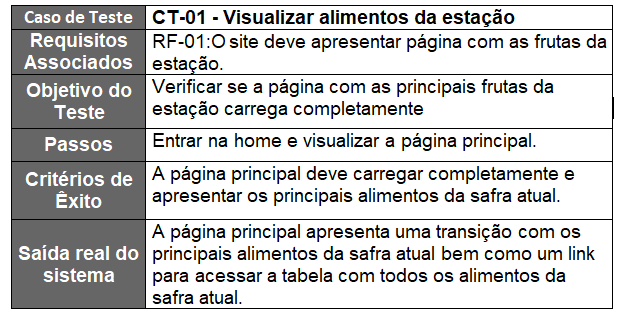 Caso de Teste
CT-01 - Visualizar alimentos da estação
Requisitos
Associados
RF-01:O site deve apresentar página com as frutas da
estação.
Objetivo do
Teste
Verificar se a página com as principais frutas da
estação carrega completamente
Passos
Entrar na home e visualizar a página principal.
Critérios de
Êxito
A página principal deve carregar completamente e
apresentar os principais alimentos da safra atual.
Saída real do
sistema
A página principal apresenta uma transição com os
principais alimentos da safra atual bem como um link
para acessar a tabela com todos os alimentos da
safra atual.